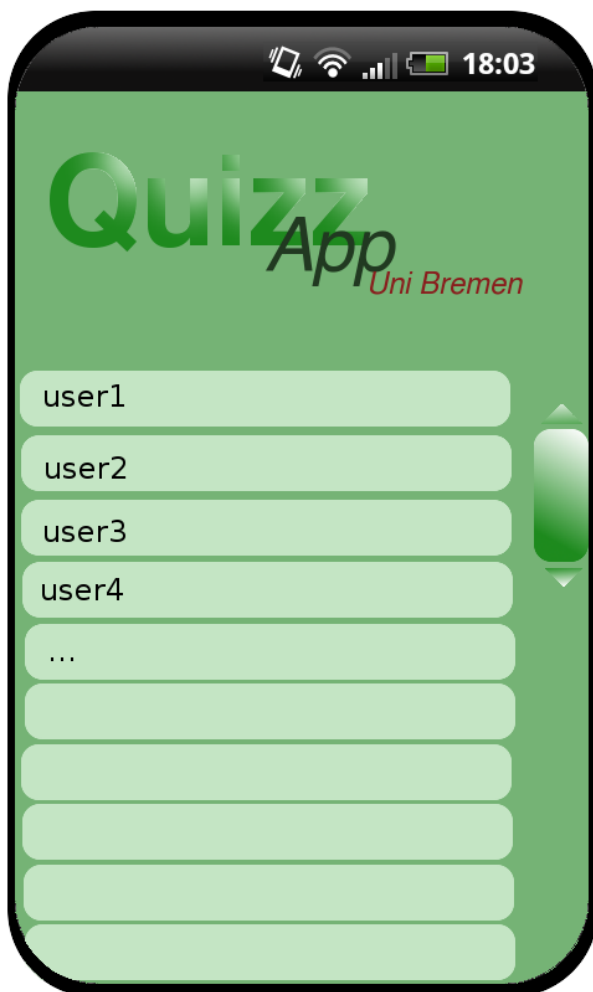 18:03
Quizz
App
Uni Bremen
user1
user2
user3
user4
...